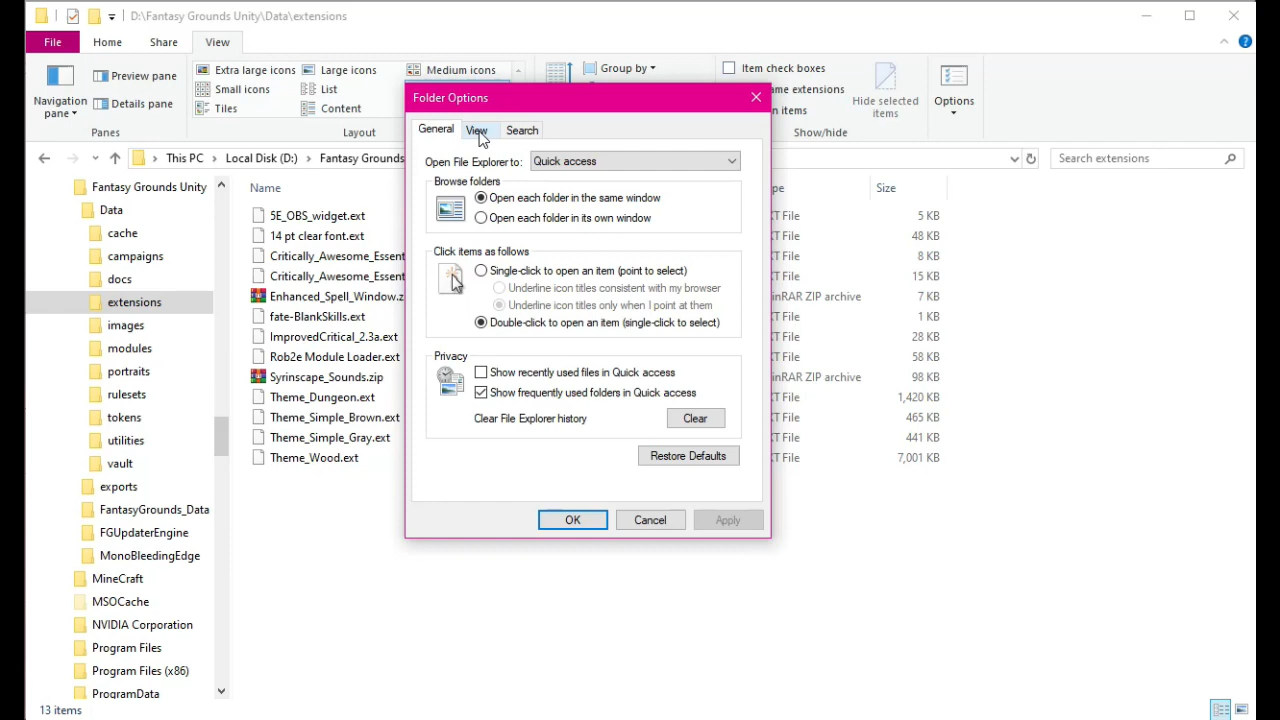 D:\Fantasy Grounds Unity\Data\extensions
File Home Share View
Navigation pane
Preview pane
Details pane
Panes
Extra large icons Large icons Medium icons
Small icons List
Tiles Content
Layout
Group by
Item check boxes
Hide selected items
Options
Show/hide
This PC Local Disk (D:) Fantasy Grounds
Search extensions
Fantasy Grounds Unity
Data
cache
campaigns
docs
extensions
images
modules
portraits
rulesets
tokens
utilities
vault
exports
FantasyGrounds_Data
FGUpdaterEngine
MonoBleedingEdge
MineCraft
MSOCache
NVIDIA Corporation
Program Files
Program Files (x86)
ProgramData
Name Size
5E_OBS_widget.ext 5 KB
14 pt clear font.ext 48 KB
Critically_Awesome_Essent 8 KB
Critically_Awesome_Essent 15 KB
Enhanced_Spell_Window.z 7 KB
fate-BlankSkills.ext 1 KB
ImprovedCritical_2.3a.ext 28 KB
Rob2e Module Loader.ext 58 KB
Syrinscape_Sounds.zip 98 KB
Theme_Dungeon.ext 1,420 KB
Theme_Simple_Brown.ext 465 KB
Theme_Simple_Gray.ext 441 KB
Theme_Wood.ext 7,001 KB
Folder Options
General View Search
Open File Explorer to: Quick access
Browse folders
Open each folder in the same window
Open each folder in its own window
Click items as follows
Single-click to open an item (point to select)
Underline icon titles consistent with my browser
Underline icon titles only when I point at them
Double-click to open an item (single-click to select)
Privacy
Show recently used files in Quick access
Show frequently used folders in Quick access
Clear File Explorer history Clear
Restore Defaults
OK Cancel Apply
13 items